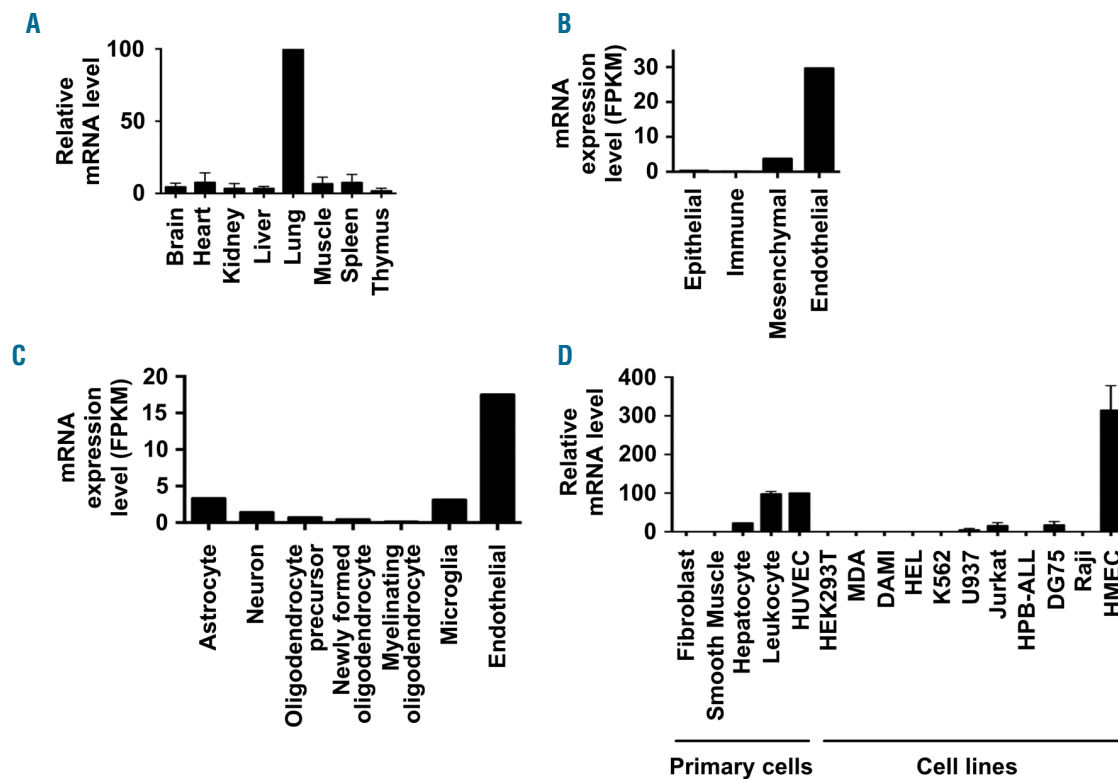 A
Relative
mRNA level
100
50
0
Brain
Heart
Kidney
Liver
Lung
Muscle
Spleen
Thymus
B
mRNA
expression
level (FPKM)
30
20
10
0
Epithelial
Immune
Mesenchymal
Endothelial
C
mRNA
expression
level (FPKM)
20
15
10
5
0
Astrocyte
Neuron
Oligodendrocyte
precursor
Newly formed
oligodendrocyte
Myelinating
oligodendrocyte
Microglia
Endothelial
D
Relative
mRNA level
400
300
200
100
0
Fibroblast
Smooth Muscle
Hepatocyte
Leukocyte
HUVEC
HEK293T
MDA
DAMI
HEL
K562
U937
Jurkat
HPB-ALL
DG75
Raji
HMEC
Primary cells
Cell lines